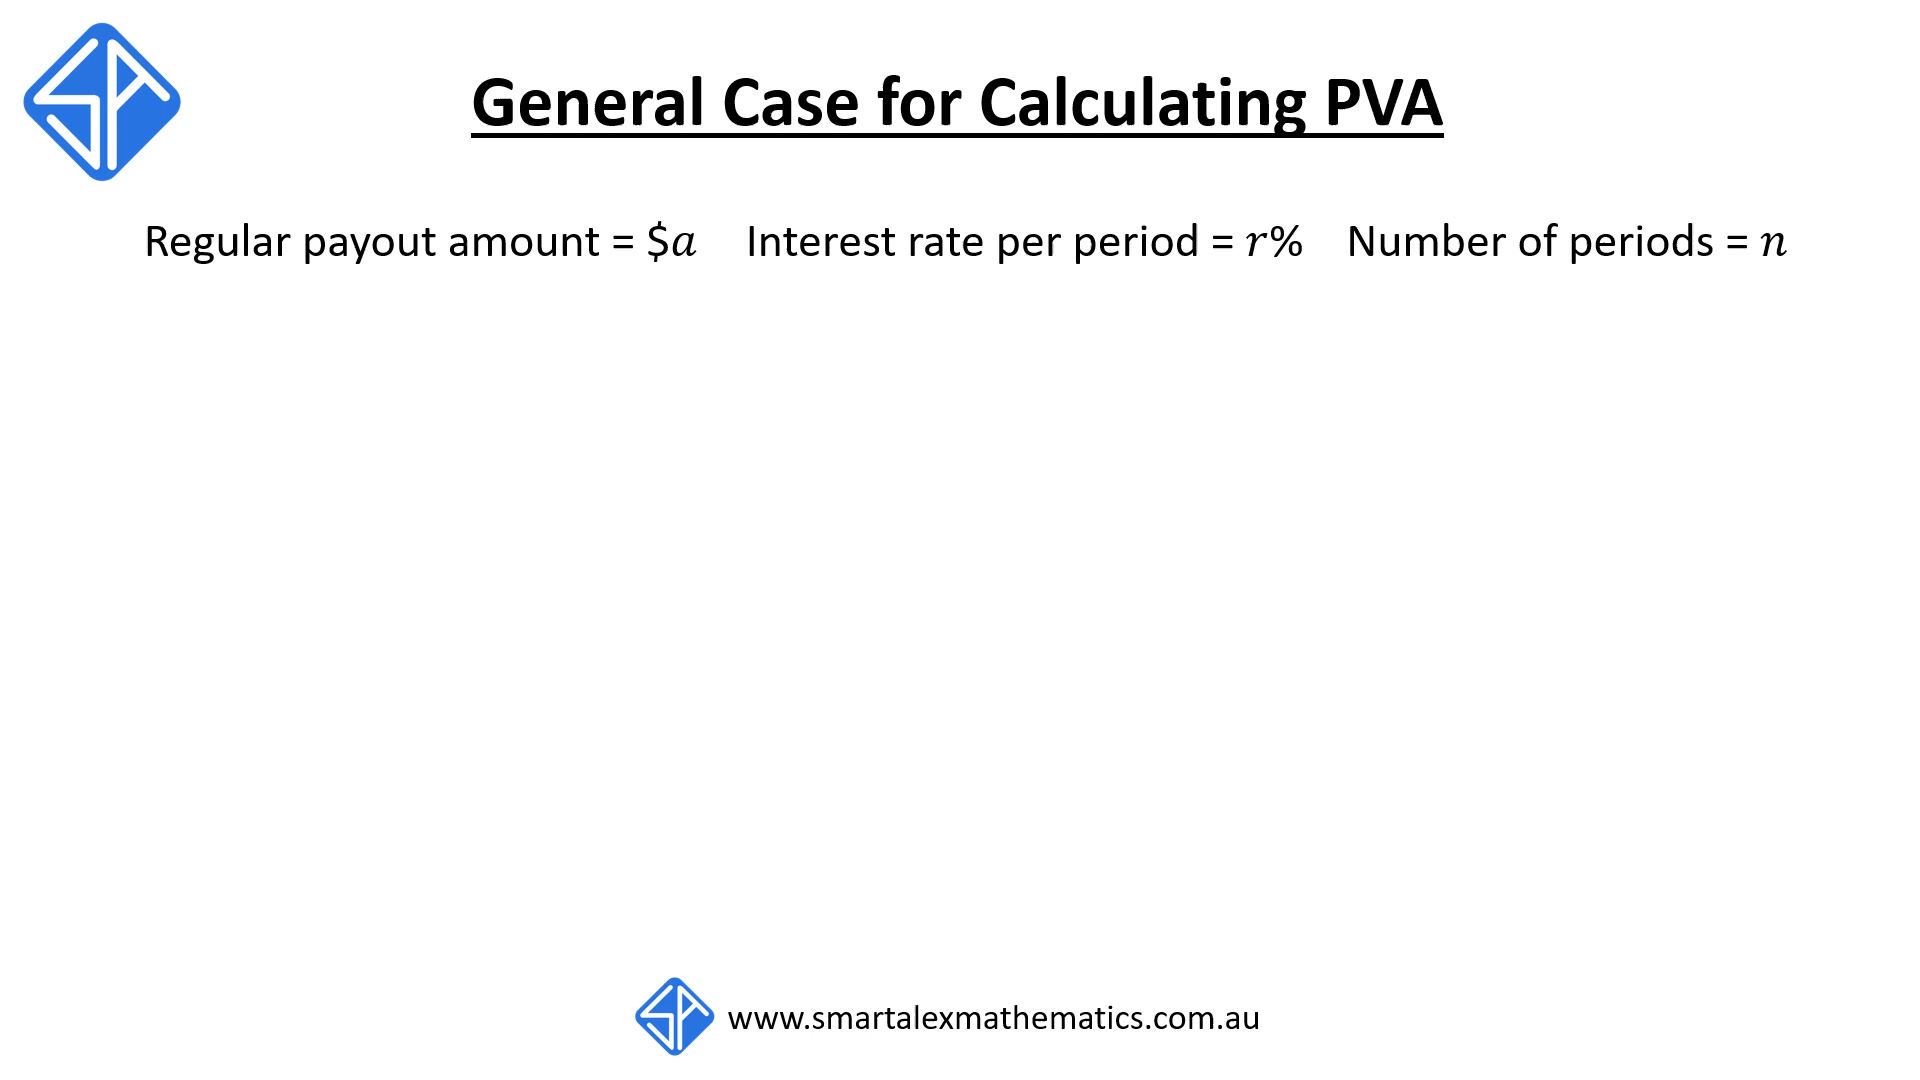 General Case for Calculating PVA
Regular payout amount = $𝑎 Interest rate per period = 𝑟% Number of periods = 𝑛
www.smartalexmathematics.com.au